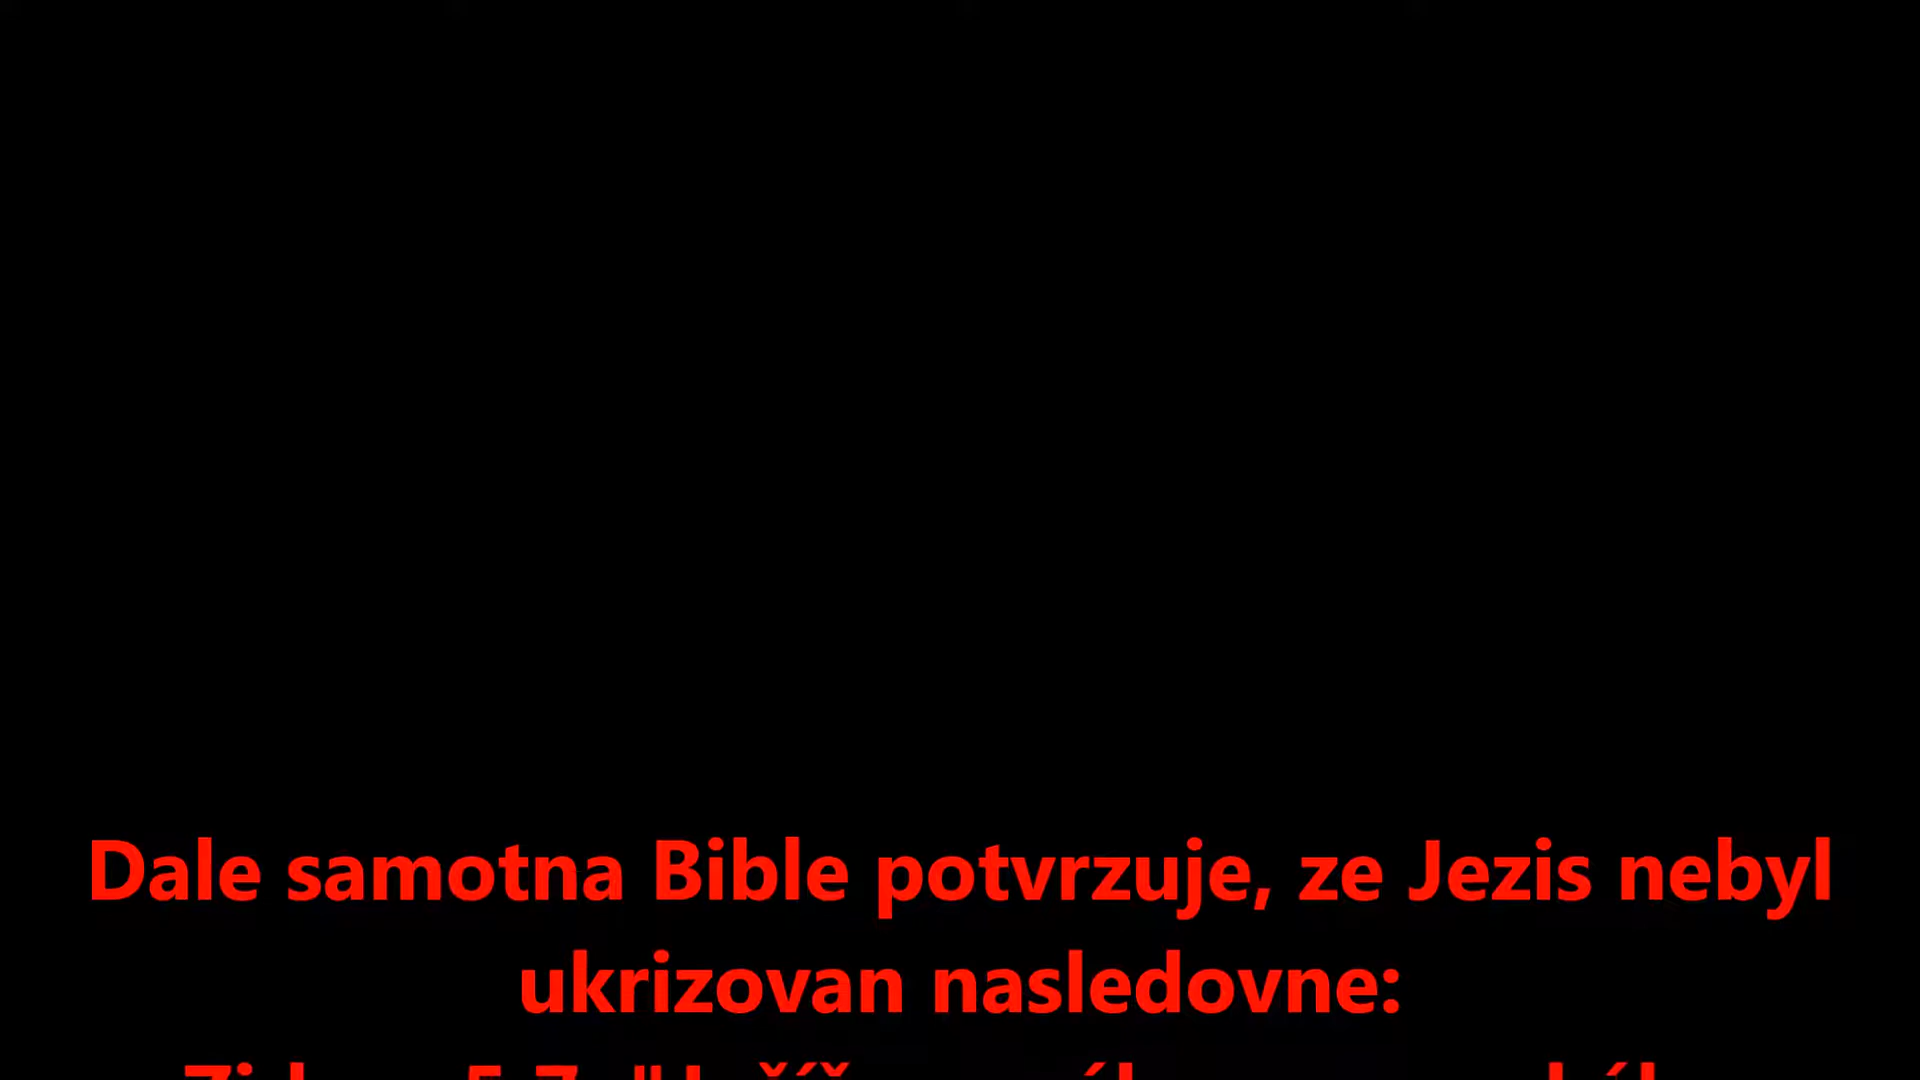 Dale samotna Bible potvrzuje, ze Jezis nebyl
ukrizovan nasledovne: